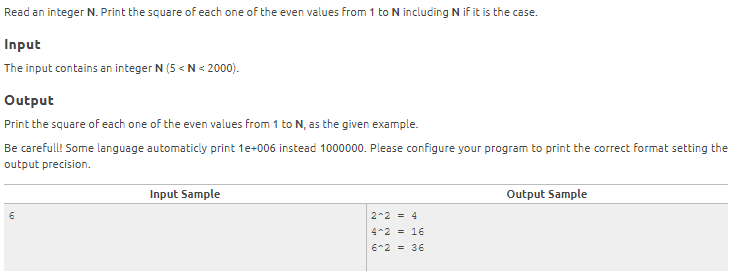 Read an integer N. Print the square of each one of the even values from 1 to N including N if it is the case.
Input
The input contains an integer N (5 < N < 2000).
Output
Print the square of each one of the even values from 1 to N, as the given example.
Be carefull! Some language automaticly print 1e+006 instead 1000000. Please configure your program to print the correct format setting the
output precision.
Input Sample Output Sample
6 2^2 = 4
4^2 = 16
6^2 = 36